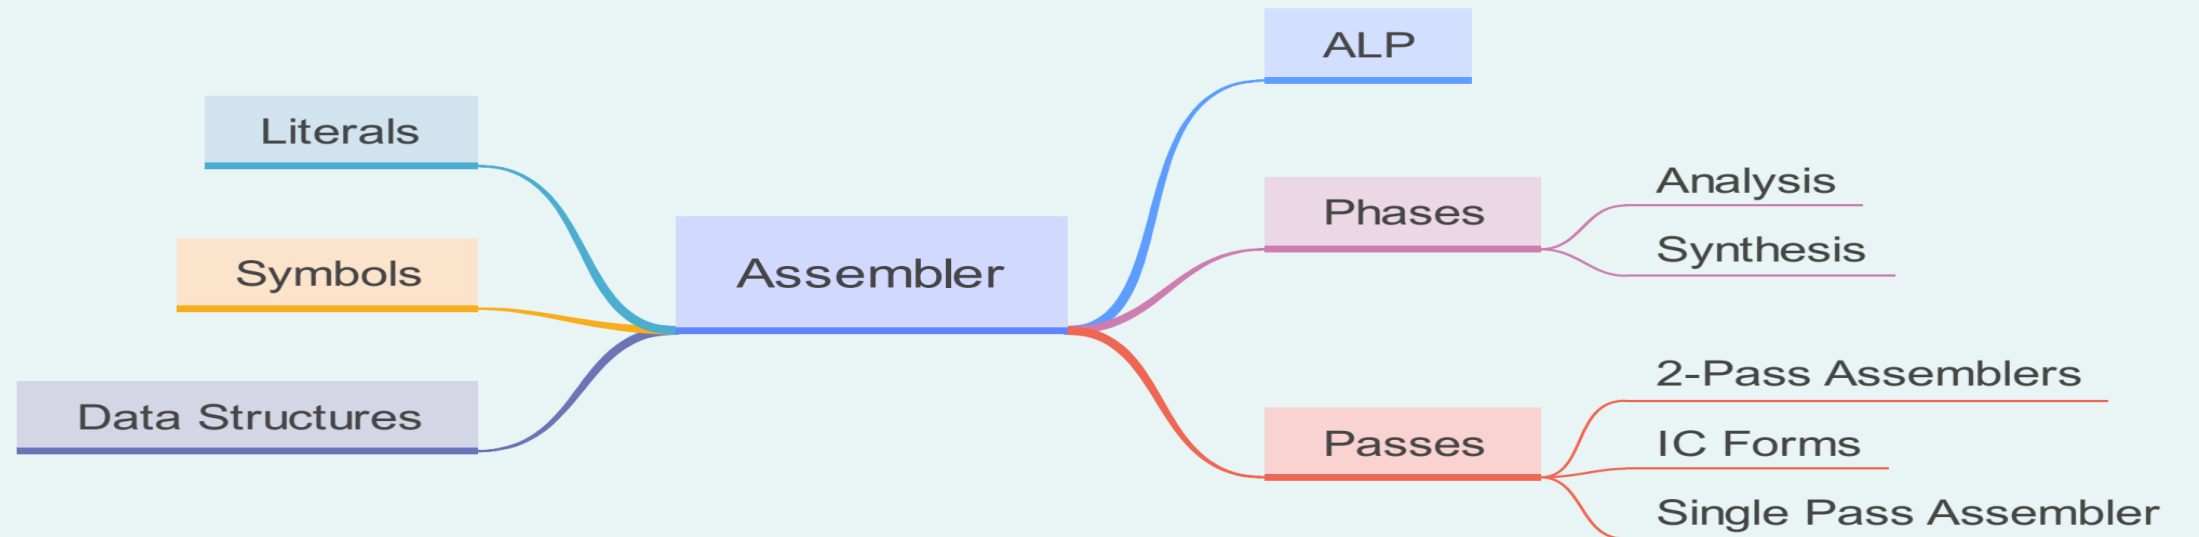 ALP
Literals
Analysis
Phases
Synthesis
Symbols
Assembler
2-Pass Assemblers
Data Structures
Passes
IC Forms
Single Pass Assembler